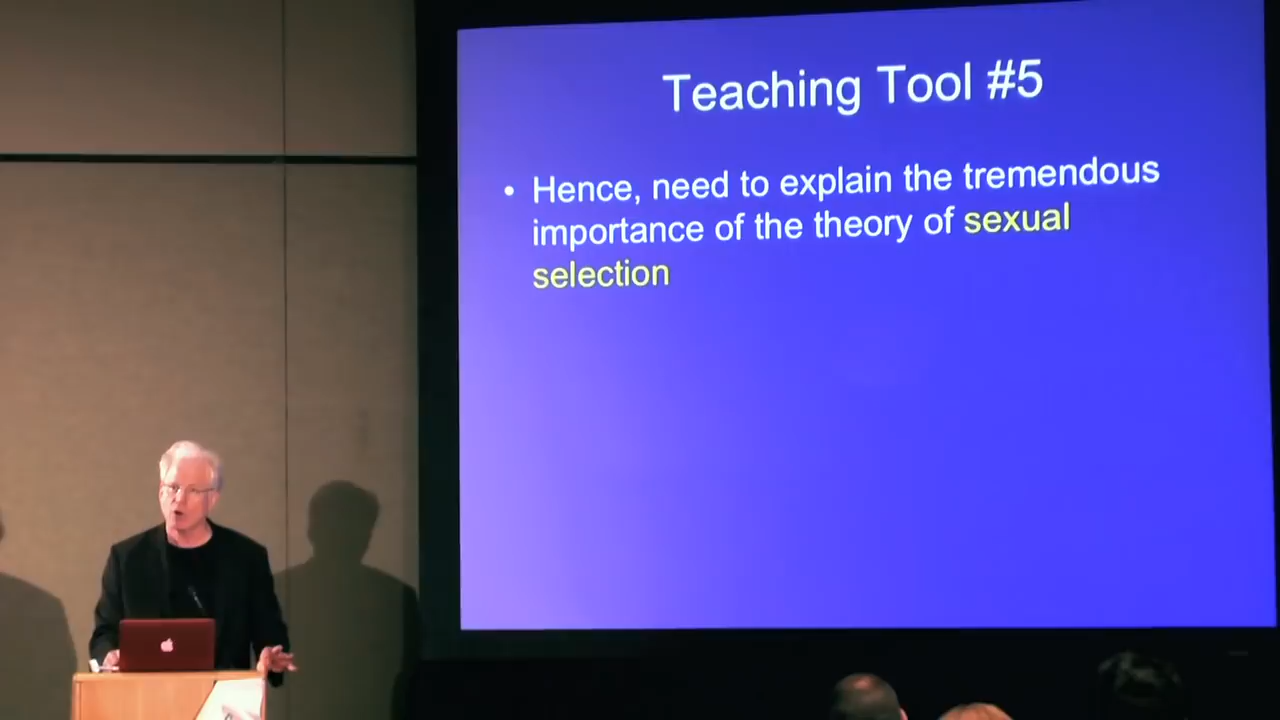 Teaching Tool #5
• Hence, need to explain the tremendous
importance of the theory of sexual
selection